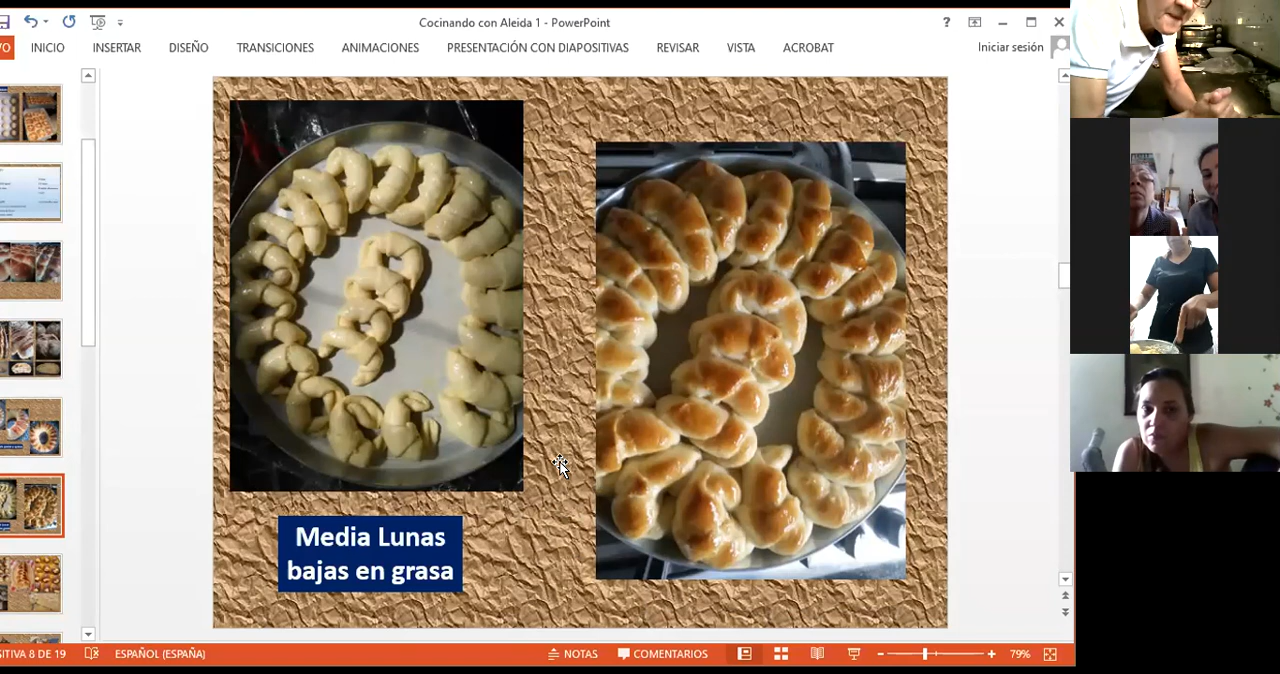 Cocinando con Aleida 1 - PowerPoint
?
VO INICIO INSERTAR DISEÑO TRANSICIONES ANIMACIONES PRESENTACIÓN CON DIAPOSITIVAS REVISAR VISTA ACROBAT Iniciar sesión
Media Lunas
bajas en grasa
SITIVA 8 DE 19 ESPAÑOL (ESPAÑA) NOTAS COMENTARIOS 79%